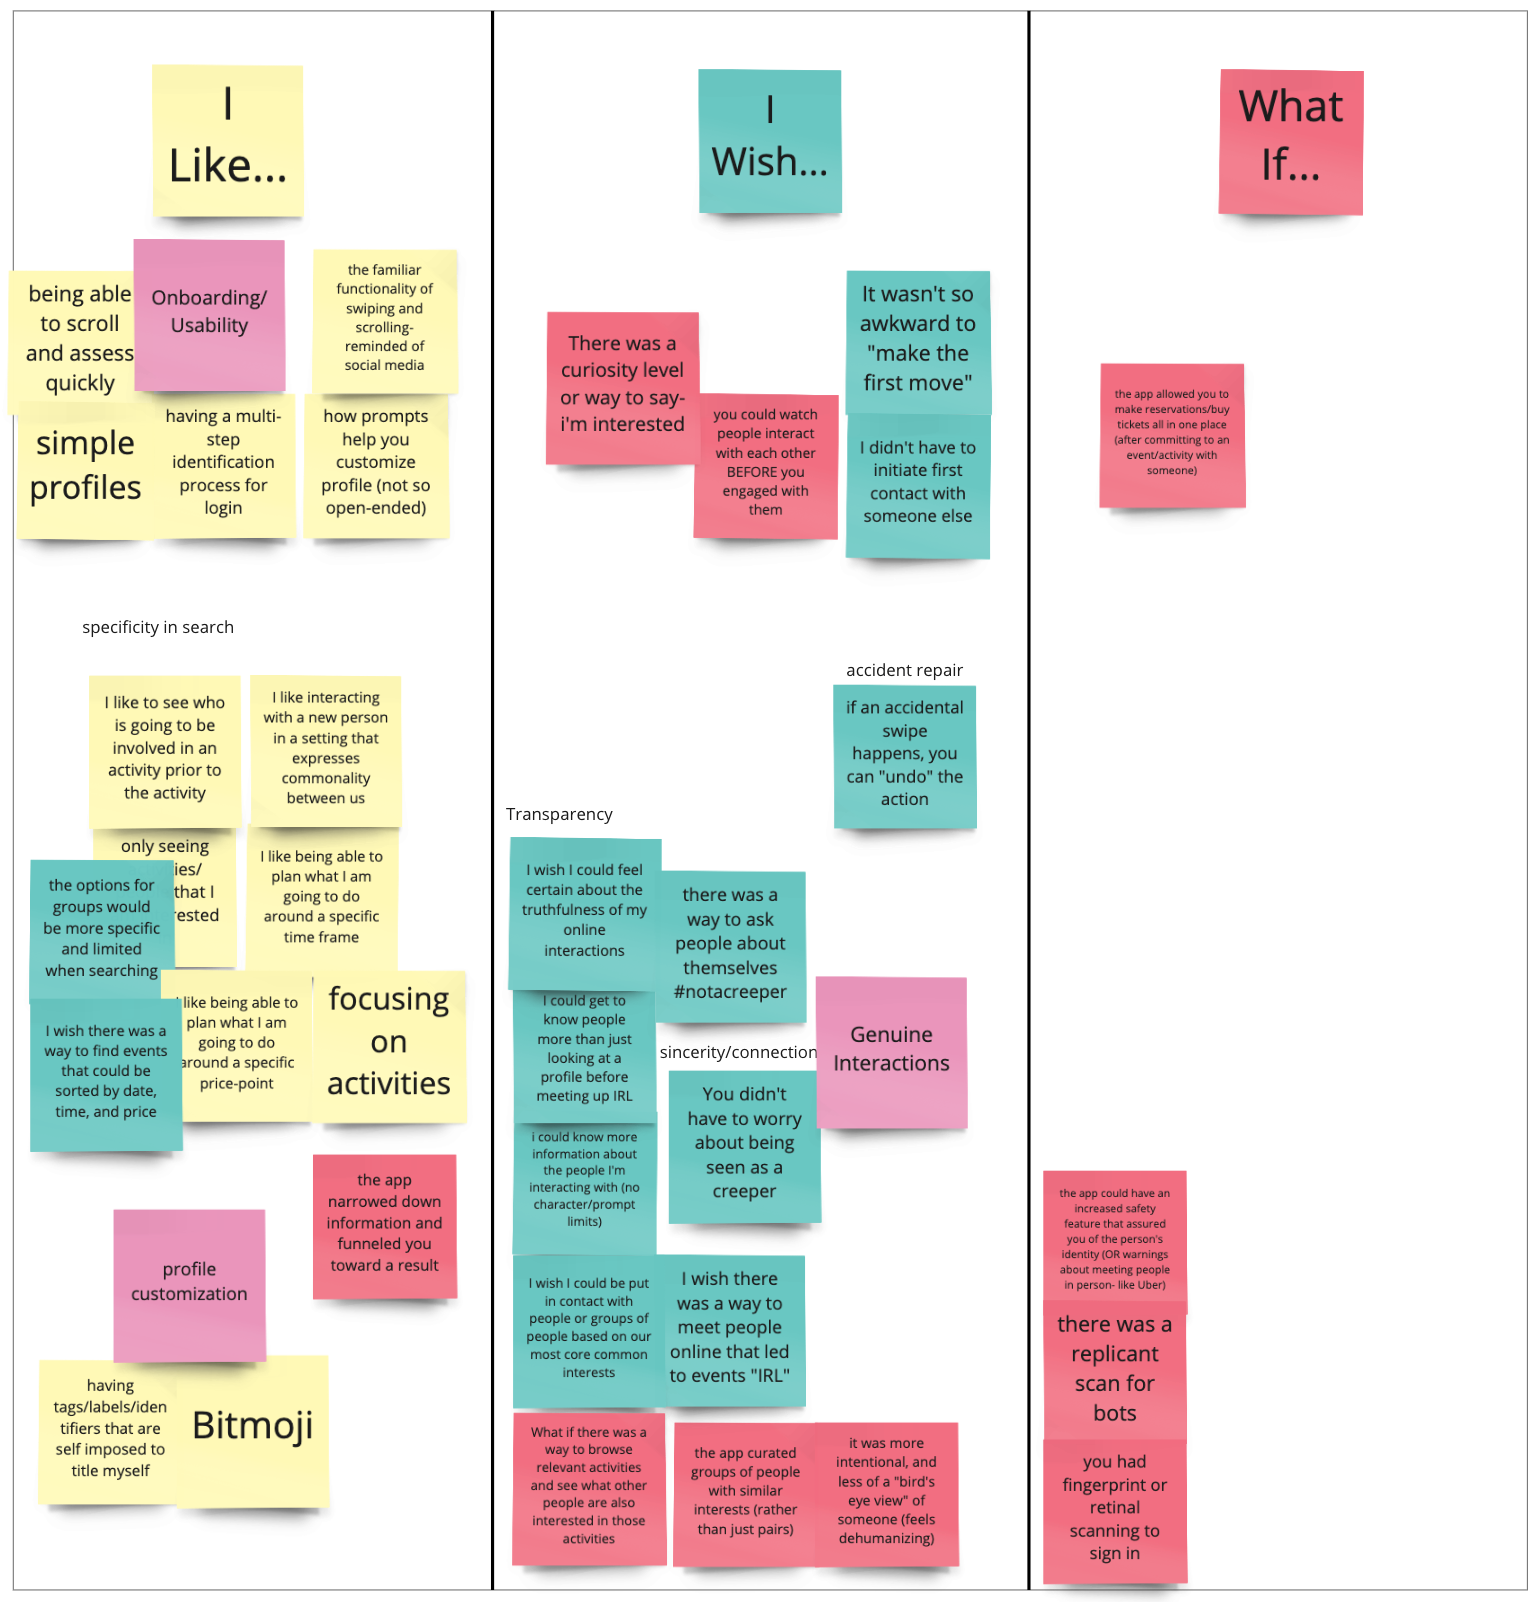 I
Like...
being able
to scroll
and assess
quickly
Onboarding/
Usability
the familiar
functionality of
swiping and
scrolling-
reminded of
social media
simple
profiles
having a multi-
step
identification
process for
login
how prompts
help you
customize
profile (not so
open-ended)
specificity in search
I like to see who
is going to be
involved in an
activity prior to
the activity
I like interacting
with a new person
in a setting that
expresses
commonality
between us
only seeing
ies/
that I
rested
the options for
groups would
be more specific
and limited
when searching
I like being able to
plan what I am
going to do
around a specific
time frame
I wish there was a
way to find events
that could be
sorted by date,
time, and price
like being able to
plan what I am
going to do
around a specific
price-point
focusing
on
activities
the app
narrowed down
information and
funneled you
toward a result
profile
customization
having
tags/labels/iden
tifiers that are
self imposed to
title myself
Bitmoji
I
Wish...
There was a
curiosity level
or way to say-
i'm interested
you could watch
people interact
with each other
BEFORE you
engaged with
them
It wasn't so
awkward to
"make the
first move"
I didn't have to
initiate first
contact with
someone else
accident repair
if an accidental
swipe
happens, you
can "undo" the
action
Transparency
I wish I could feel
certain about the
truthfulness of my
online
interactions
there was a
way to ask
people about
themselves
#notacreeper
I could get to
know people
more than just
looking at a
profile before
meeting up IRL
sincerity/connection
Genuine
Interactions
You didn't
have to worry
about being
seen as a
creeper
i could know more
information about
the people I'm
interacting with (no
character/prompt
limits)
I wish I could be put
in contact with
people or groups of
people based on our
most core common
interests
I wish there
was a way to
meet people
online that led
to events "IRL"
What if there was a
way to browse
relevant activities
and see what other
people are also
interested in those
activities
the app curated
groups of people
with similar
interests (rather
than just pairs)
it was more
intentional, and
less of a "bird's
eye view" of
someone (feels
dehumanizing)
What
If...
the app allowed you to
make reservations/buy
tickets all in one place
(after committing to an
event/activity with
someone)
the app could have an
increased safety
feature that assured
you of the person's
identity (OR warnings
about meeting people
in person- like Uber)
there was a
replicant
scan for
bots
you had
fingerprint or
retinal
scanning to
sign in